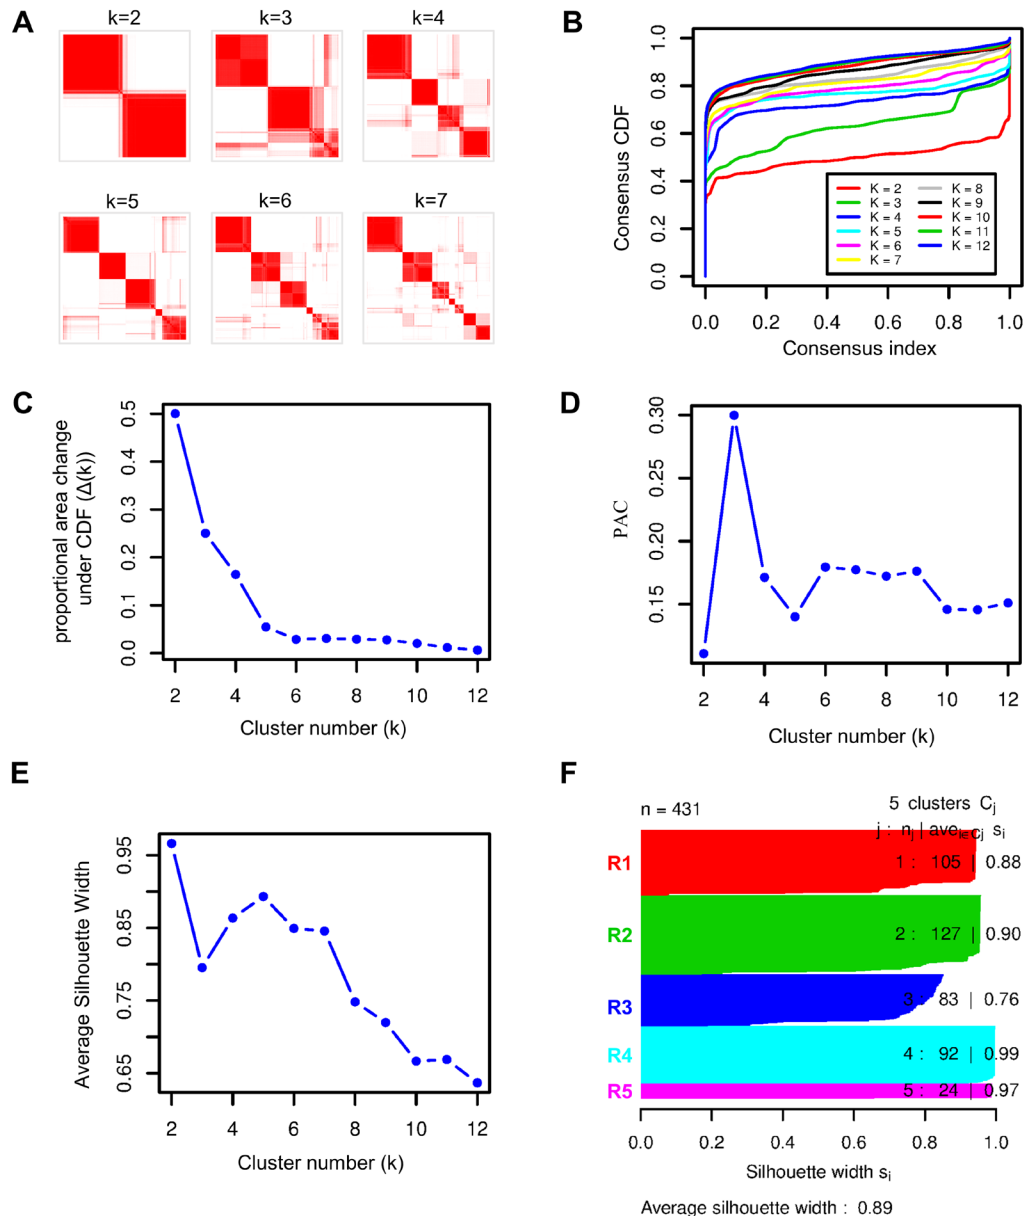 A
k=2
k=3
k=4
k=5
k=6
k=7
B
Consensus CDF
1.0
0.8
0.6
0.4
0.2
0.0
K = 2
K = 3
K = 4
K = 5
K = 6
K = 7
K = 8
K = 9
K = 10
K = 11
K = 12
0.0 0.2 0.4 0.6 0.8 1.0
Consensus index
C
proportional area change
under CDF (Δ(k))
0.5
0.4
0.3
0.2
0.1
0.0
2 4 6 8 10 12
Cluster number (k)
D
PAC
0.30
0.25
0.20
0.15
2 4 6 8 10 12
Cluster number (k)
E
Average Silhouette Width
0.95
0.85
0.75
0.65
2 4 6 8 10 12
Cluster number (k)
F
n = 431
5 clusters Cj
j : nj | avei∈Cj si
R1 1 : 105 | 0.88
R2 2 : 127 | 0.90
R3 3 : 83 | 0.76
R4 4 : 92 | 0.99
R5 5 : 24 | 0.97
0.0 0.2 0.4 0.6 0.8 1.0
Silhouette width si
Average silhouette width : 0.89